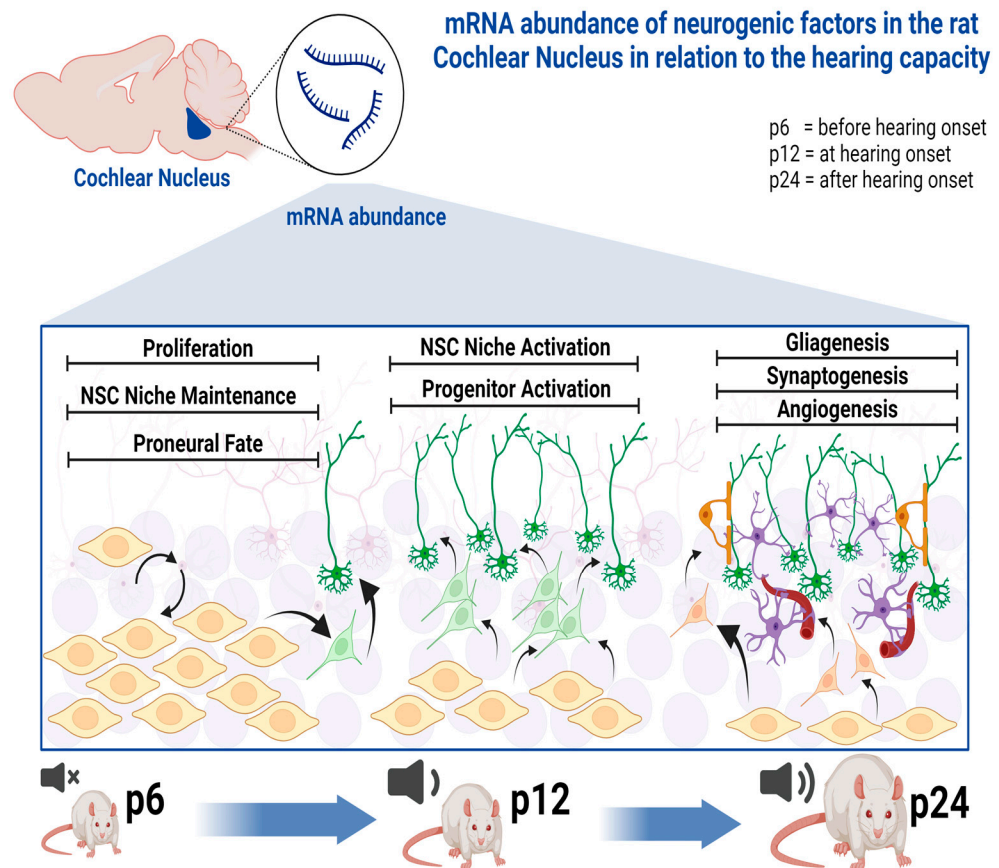 mRNA abundance of neurogenic factors in the rat
Cochlear Nucleus in relation to the hearing capacity
p6 = before hearing onset
p12 = at hearing onset
p24 = after hearing onset
Cochlear Nucleus
mRNA abundance
Proliferation
NSC Niche Maintenance
Proneural Fate
NSC Niche Activation
Progenitor Activation
Gliagenesis
Synaptogenesis
Angiogenesis
p6
p12
p24